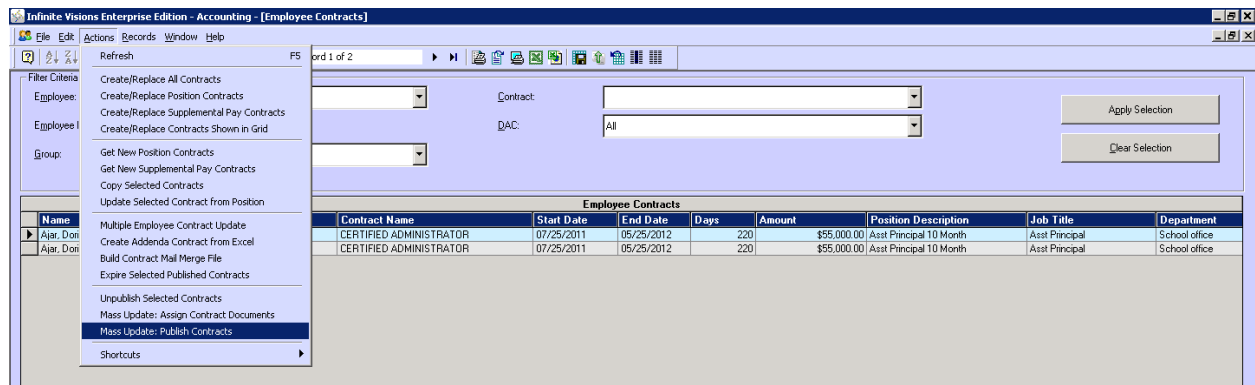 Infinite Visions Enterprise Edition - Accounting - [Employee Contracts]
File Edit Actions Records Window Help
Refresh F5
ord 1 of 2
Filter Criteria
Create/Replace All Contracts
Employee:
Create/Replace Position Contracts
Contract:
Create/Replace Supplemental Pay Contracts
Apply Selection
Employee I
Create/Replace Contracts Shown in Grid
DAC: All
Group:
Get New Position Contracts
Clear Selection
Get New Supplemental Pay Contracts
Copy Selected Contracts
Update Selected Contract from Position
Employee Contracts
Name Contract Name Start Date End Date Days Amount Position Description Job Title Department
Multiple Employee Contract Update
Ajar, Dori CERTIFIED ADMINISTRATOR 07/25/2011 05/25/2012 220 $55,000.00 Asst Principal 10 Month Asst Principal School office
Create Addenda Contract from Excel
Ajar, Dori CERTIFIED ADMINISTRATOR 07/25/2011 05/25/2012 220 $55,000.00 Asst Principal 10 Month Asst Principal School office
Build Contract Mail Merge File
Expire Selected Published Contracts
Unpublish Selected Contracts
Mass Update: Assign Contract Documents
Mass Update: Publish Contracts
Shortcuts